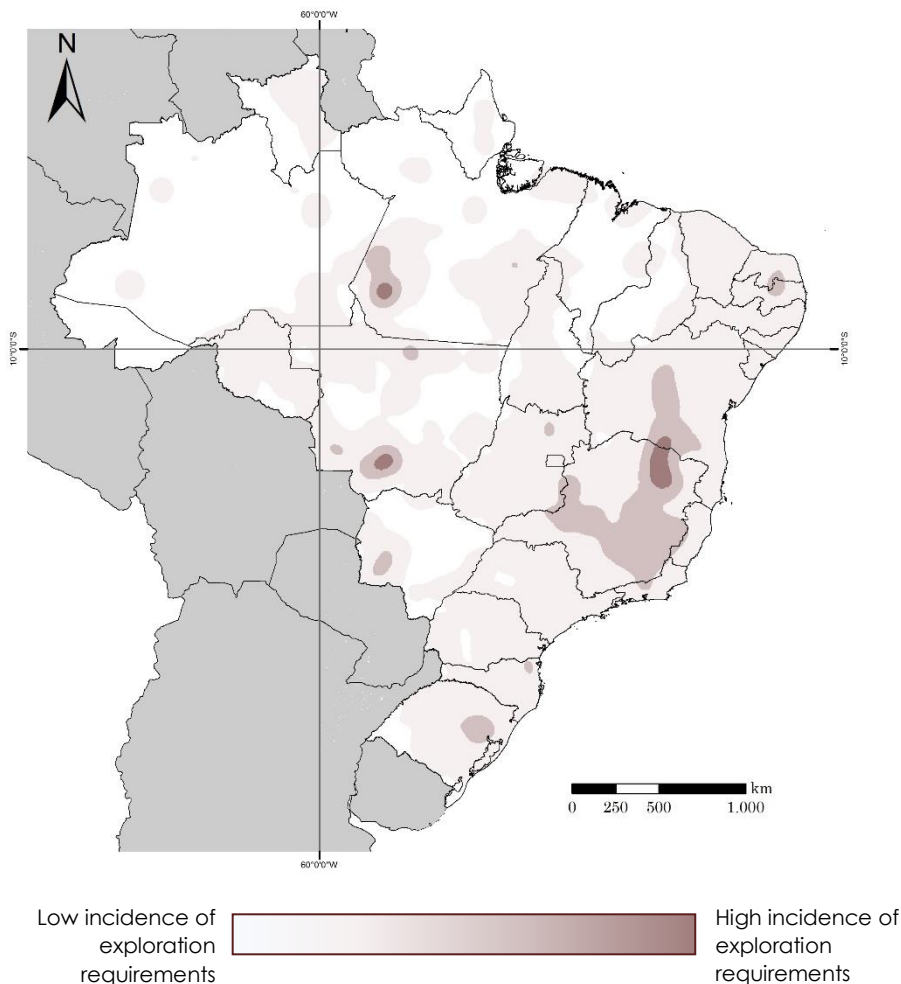 60°0'0"W
N
10°0'0"S
10°0'0"S
km
0 250 500 1.000
60°0'0"W
Low incidence of
exploration
requirements
High incidence of
exploration
requirements